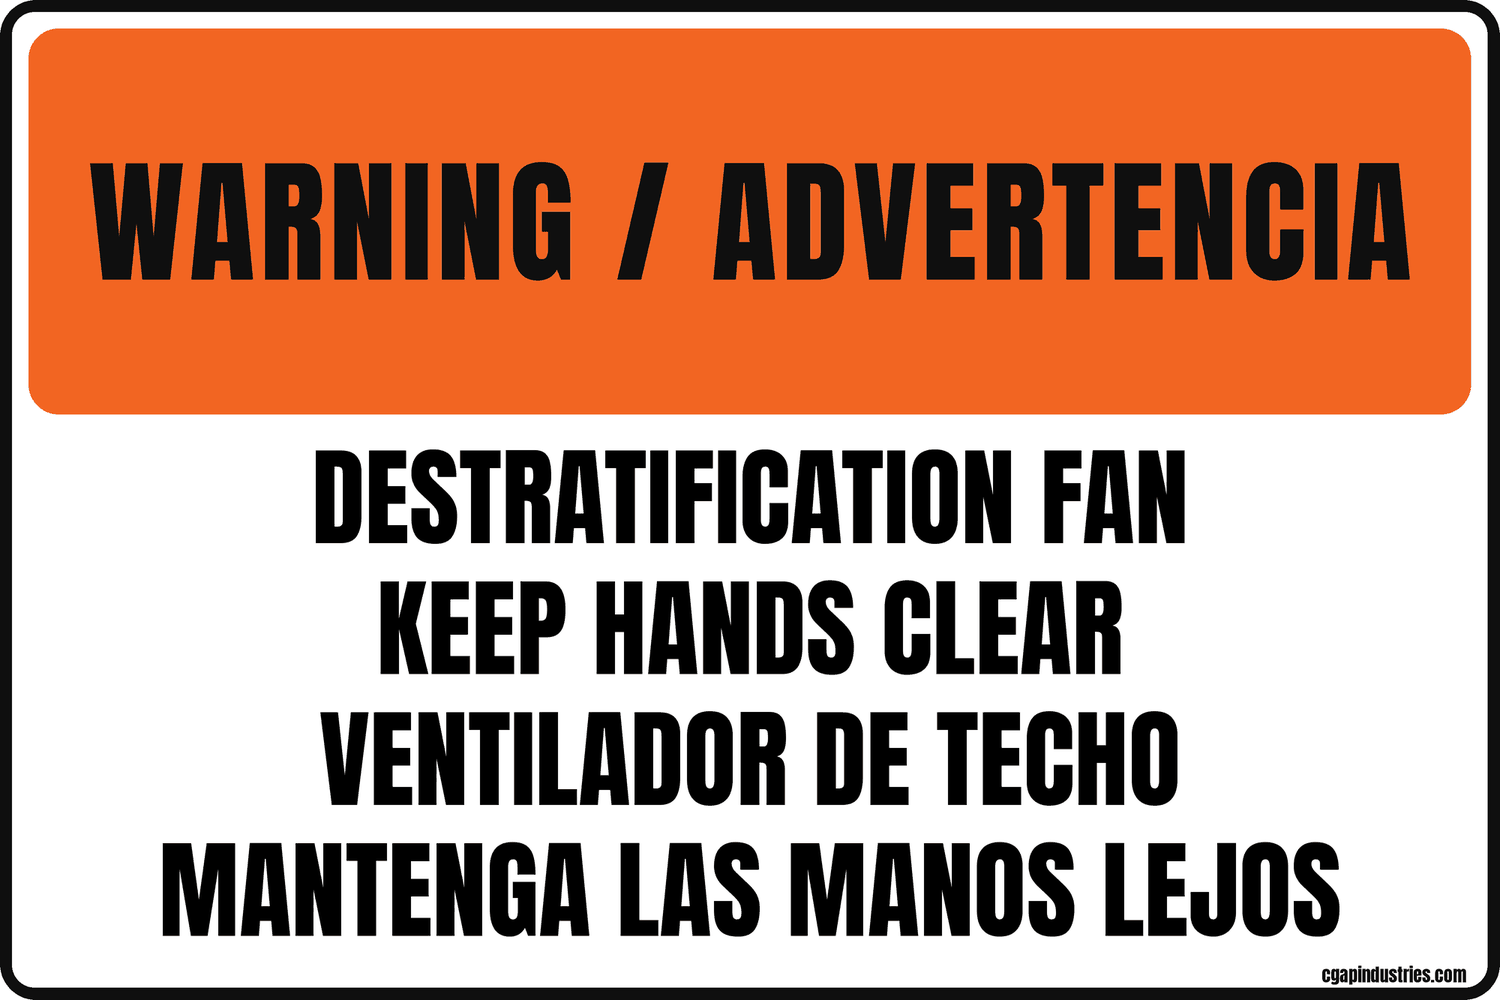 WARNING / ADVERTENCIA
DESTRATIFICATION FAN
KEEP HANDS CLEAR
VENTILADOR DE TECHO
MANTENGA LAS MANOS LEJOS
cgapindustries.com